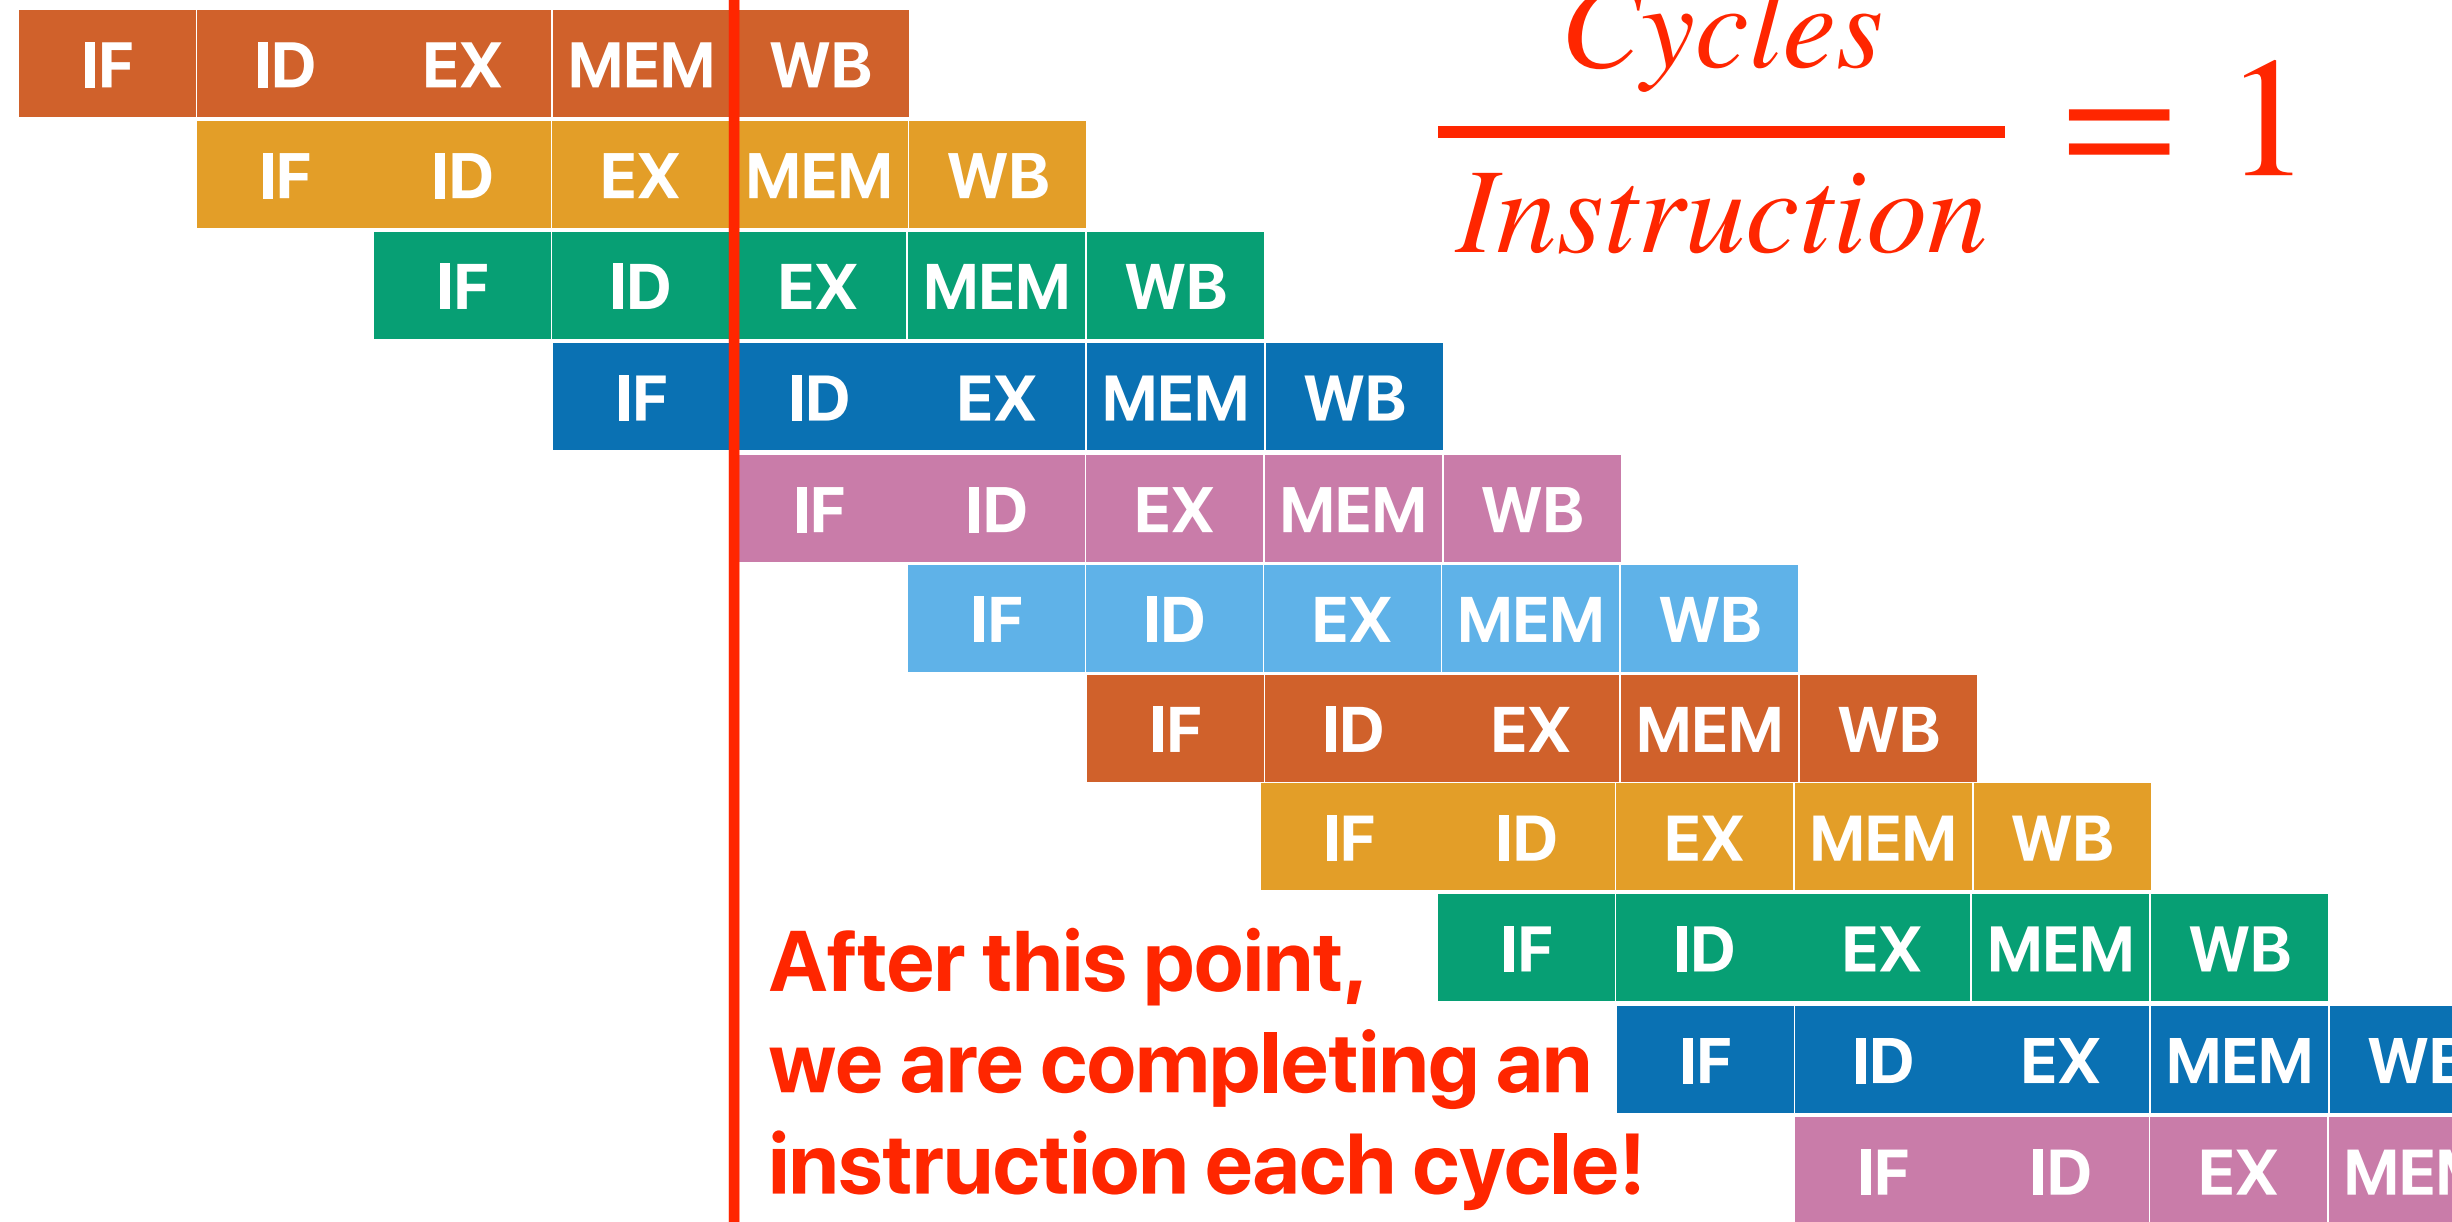 IF ID EX MEM WB
IF ID EX MEM WB
IF ID EX MEM WB
IF ID EX MEM WB
IF ID EX MEM WB
IF ID EX MEM WB
IF ID EX MEM WB
IF ID EX MEM WB
IF ID EX MEM WB
IF ID EX MEM WB
IF ID EX MEM
Cycles
Instruction
= 1
After this point,
we are completing an
instruction each cycle!